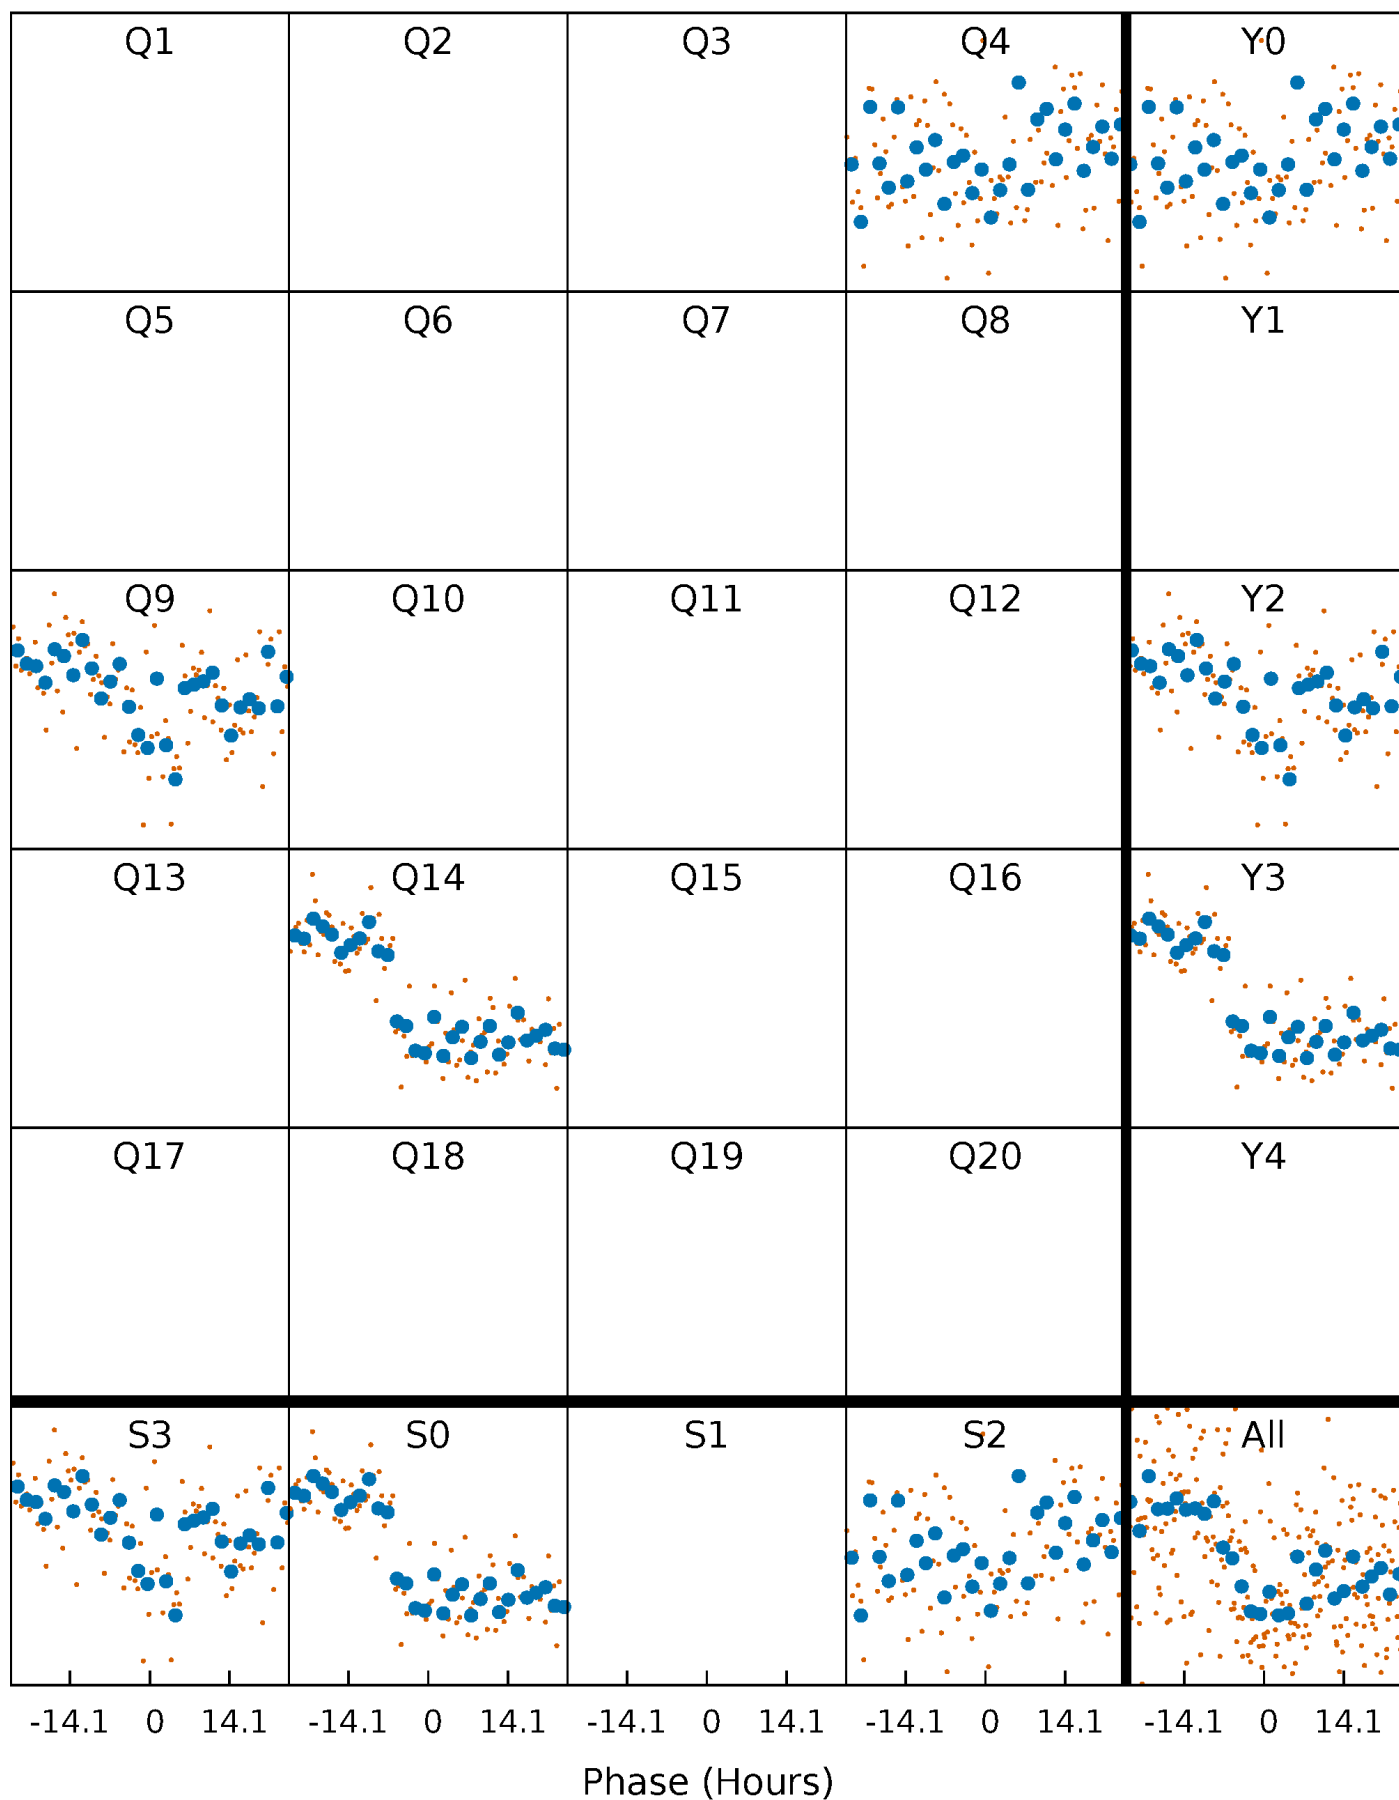 Q1 Q2 Q3 Q4 Y0
Q5 Q6 Q7 Q8 Y1
Q9 Q10 Q11 Q12 Y2
Q13 Q14 Q15 Q16 Y3
Q17 Q18 Q19 Q20 Y4
S3 S0 S1 S2 All
-14.1 0 14.1 -14.1 0 14.1 -14.1 0 14.1 -14.1 0 14.1 -14.1 0 14.1
Phase (Hours)